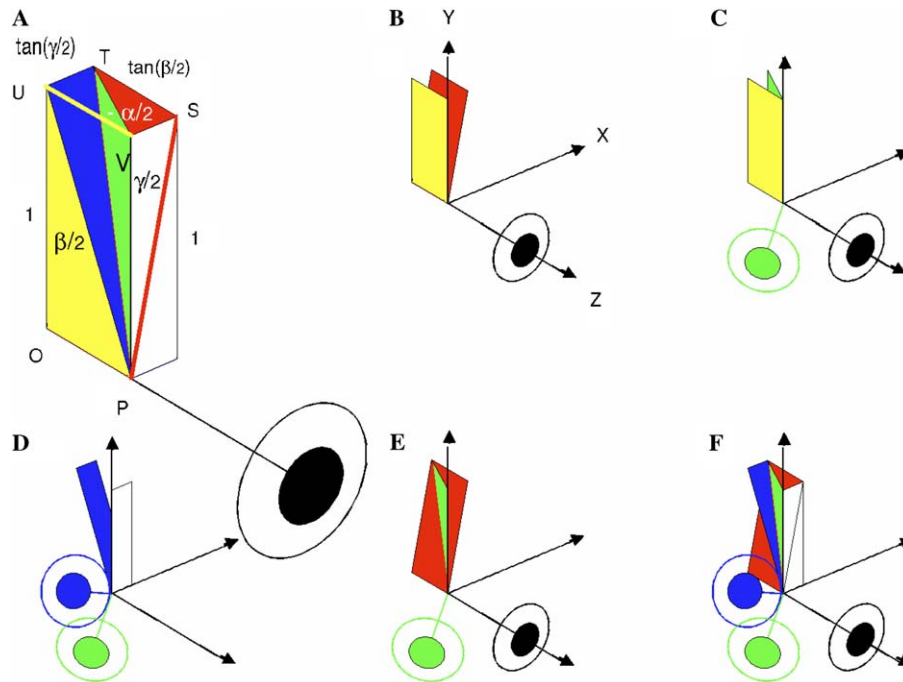 A
B
C
tan(γ/2)
T
tan(β/2)
Y
U
S
α/2
X
V
γ/2
1
β/2
1
Z
O
P
D
E
F